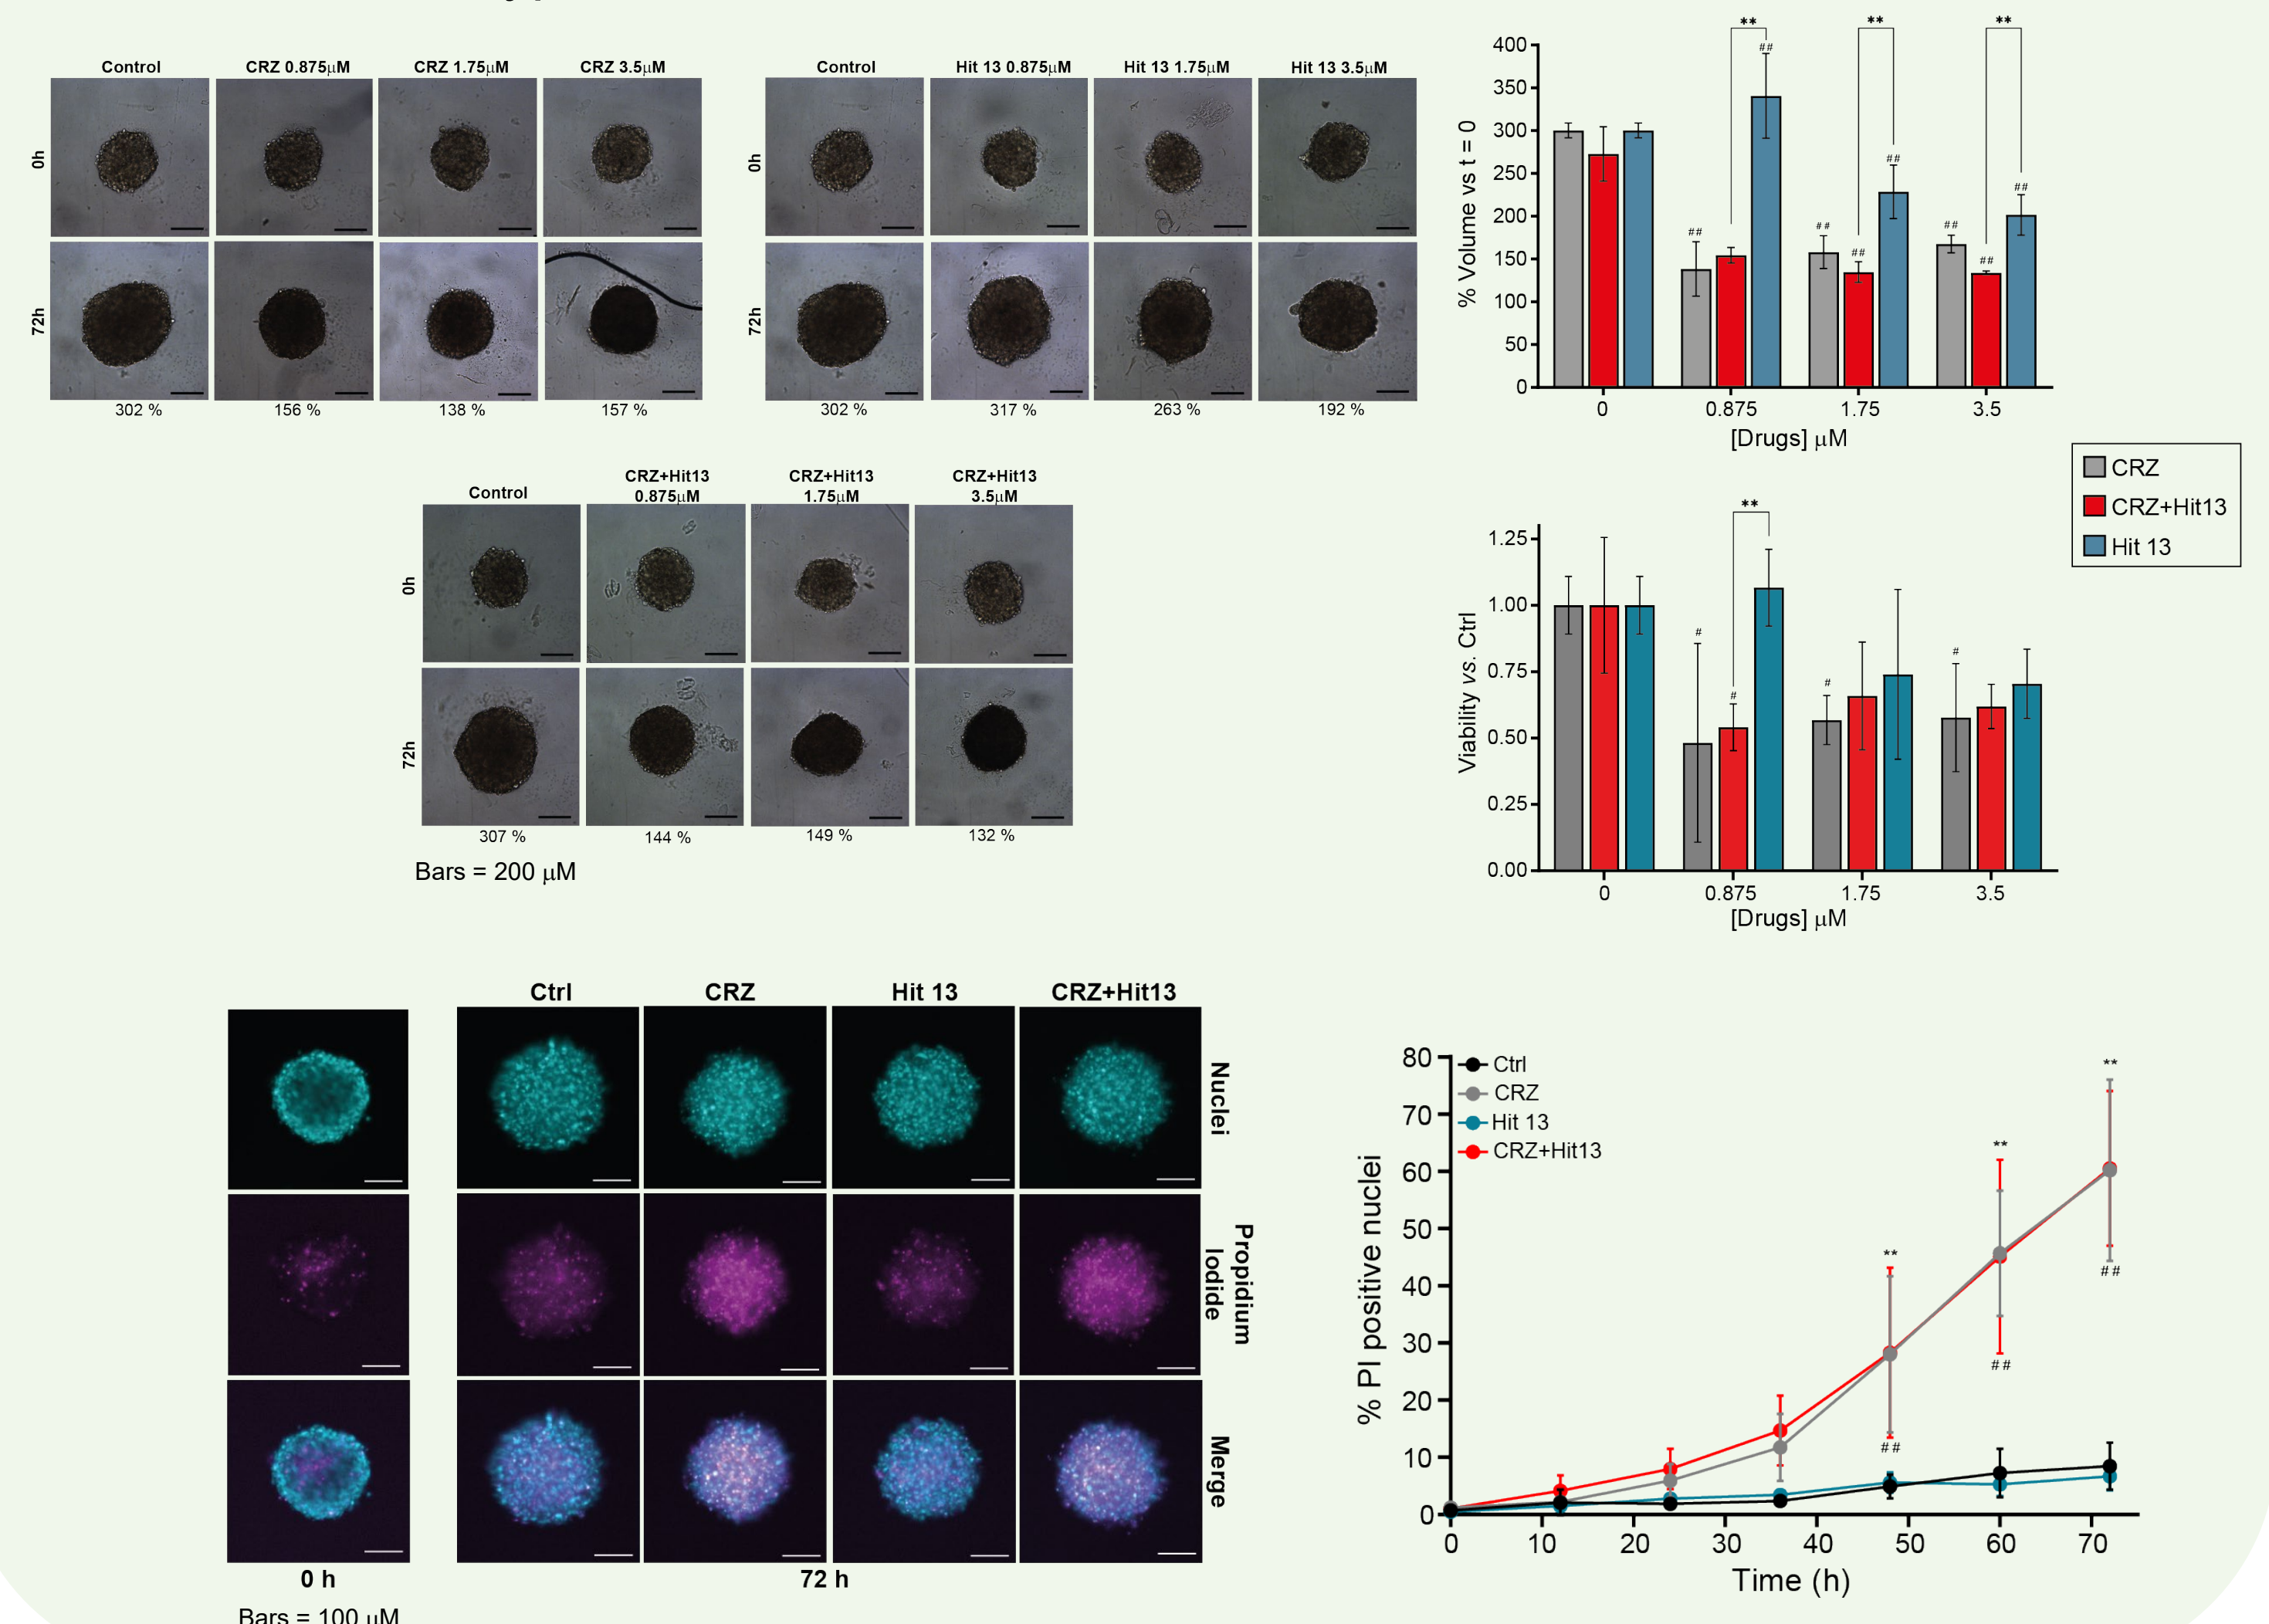 Control CRZ 0.875μM CRZ 1.75μM CRZ 3.5μM
0h
72h
302 % 156 % 138 % 157 %
Control Hit 13 0.875μM Hit 13 1.75μM Hit 13 3.5μM
0h
72h
302 % 317 % 263 % 192 %
Control CRZ+Hit13 0.875μM CRZ+Hit13 1.75μM CRZ+Hit13 3.5μM
0h
72h
307 % 144 % 149 % 132 %
Bars = 200 μM
% Volume vs t = 0
400
350
300
250
200
150
100
50
0
** ** **
## ## ## ## ## ## ## ##
0 0.875 1.75 3.5
[Drugs] μM
CRZ
CRZ+Hit13
Hit 13
Viability vs. Ctrl
1.25
1.00
0.75
0.50
0.25
0.00
**
# # # #
0 0.875 1.75 3.5
[Drugs] μM
Ctrl CRZ Hit 13 CRZ+Hit13
Nuclei
Propidium
Iodide
Merge
0 h 72 h
Bars = 100 μM
% PI positive nuclei
80
70
60
50
40
30
20
10
0
Ctrl
CRZ
Hit 13
CRZ+Hit13
** ** **
## ## ##
0 10 20 30 40 50 60 70
Time (h)